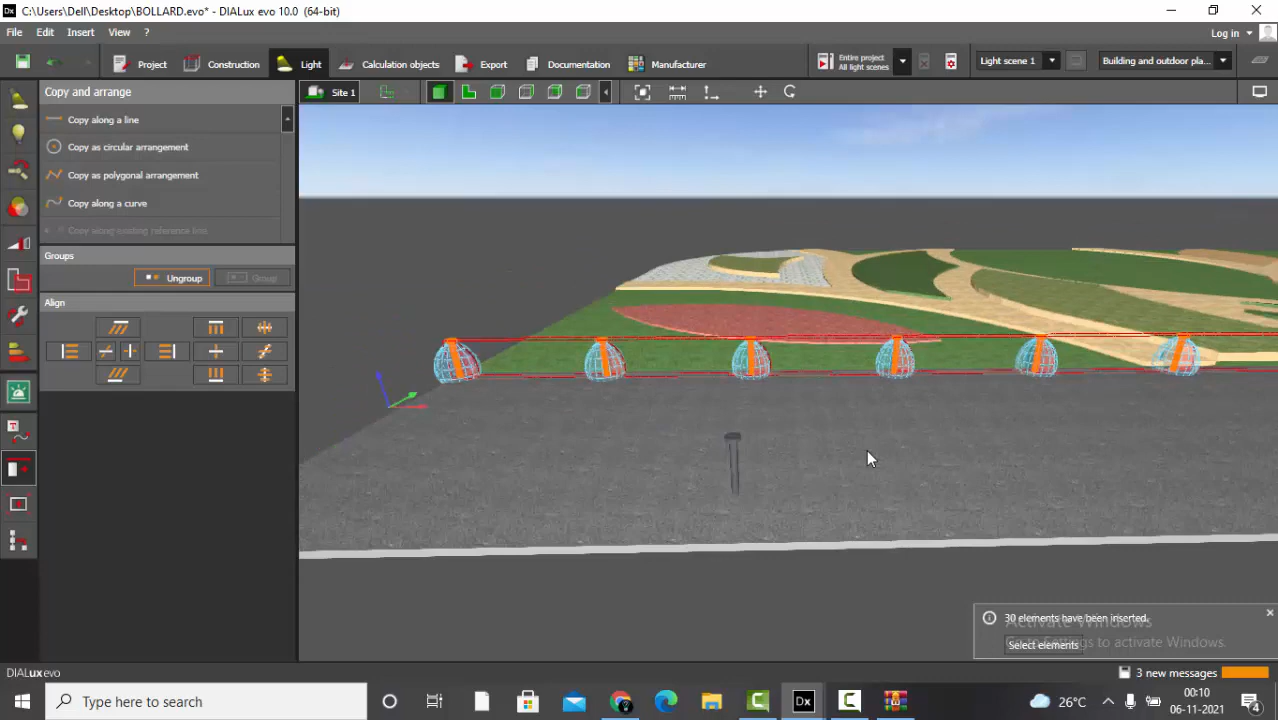 C:\Users\Dell\Desktop\BOLLARD.evo* - DIALux evo 10.0 (64-bit)
File Edit Insert View ? Log in
Project Construction Light Calculation objects Export Documentation Manufacturer Entire project All light scenes Light scene 1 Building and outdoor pla...
Copy and arrange
Site 1
Copy along a line
Copy as circular arrangement
Copy as polygonal arrangement
Copy along a curve
Copy along existing reference line
Groups
Ungroup Group
Align
30 elements have been inserted.
Select elements
Activate Windows
Go to Settings to activate Windows.
DIALux evo
3 new messages
Type here to search
26°C
00:10
06-11-2021
4